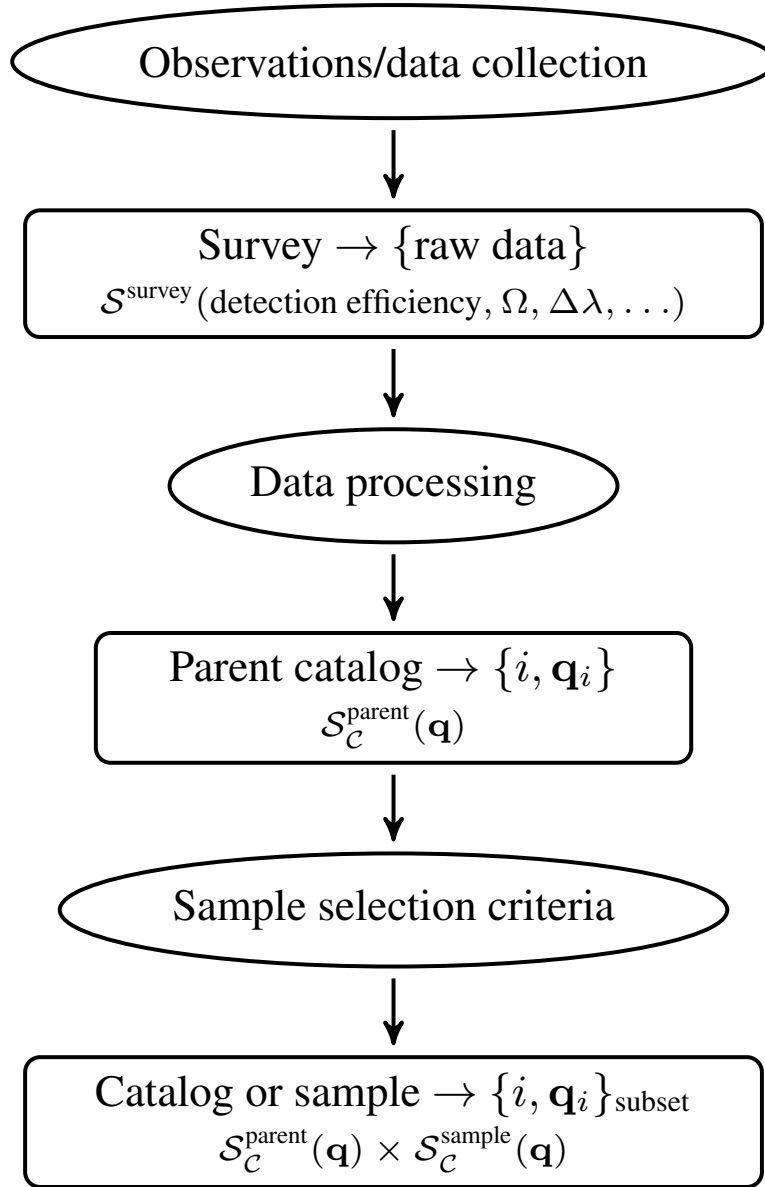 Observations/data collection
Survey → {raw data}
𝒮^survey(detection efficiency, Ω, Δλ, . . .)
Data processing
Parent catalog → {i, 𝐪_i}
𝒮_𝒞^parent(𝐪)
Sample selection criteria
Catalog or sample → {i, 𝐪_i}_subset
𝒮_𝒞^parent(𝐪) × 𝒮_𝒞^sample(𝐪)